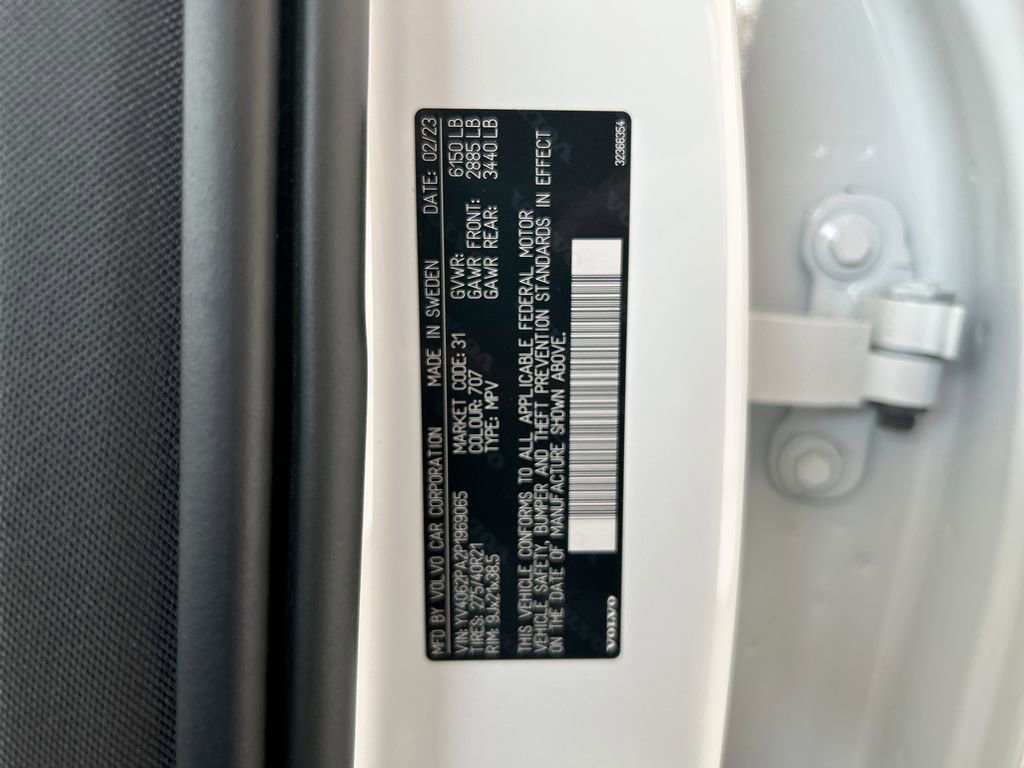 MFD BY VOLVO CAR CORPORATION MADE IN SWEDEN DATE: 02/23
VIN: YV4062PA2P1969065 MARKET CODE: 31 GVWR: 6150 LB
TIRES: 275/40R21 COLOUR: 707 GAWR FRONT: 2885 LB
RIM: 9Jx21x38.5 TYPE: MPV GAWR REAR: 3440 LB
THIS VEHICLE CONFORMS TO ALL APPLICABLE FEDERAL MOTOR
VEHICLE SAFETY, BUMPER AND THEFT PREVENTION STANDARDS IN EFFECT
ON THE DATE OF MANUFACTURE SHOWN ABOVE.
VOLVO 32366354